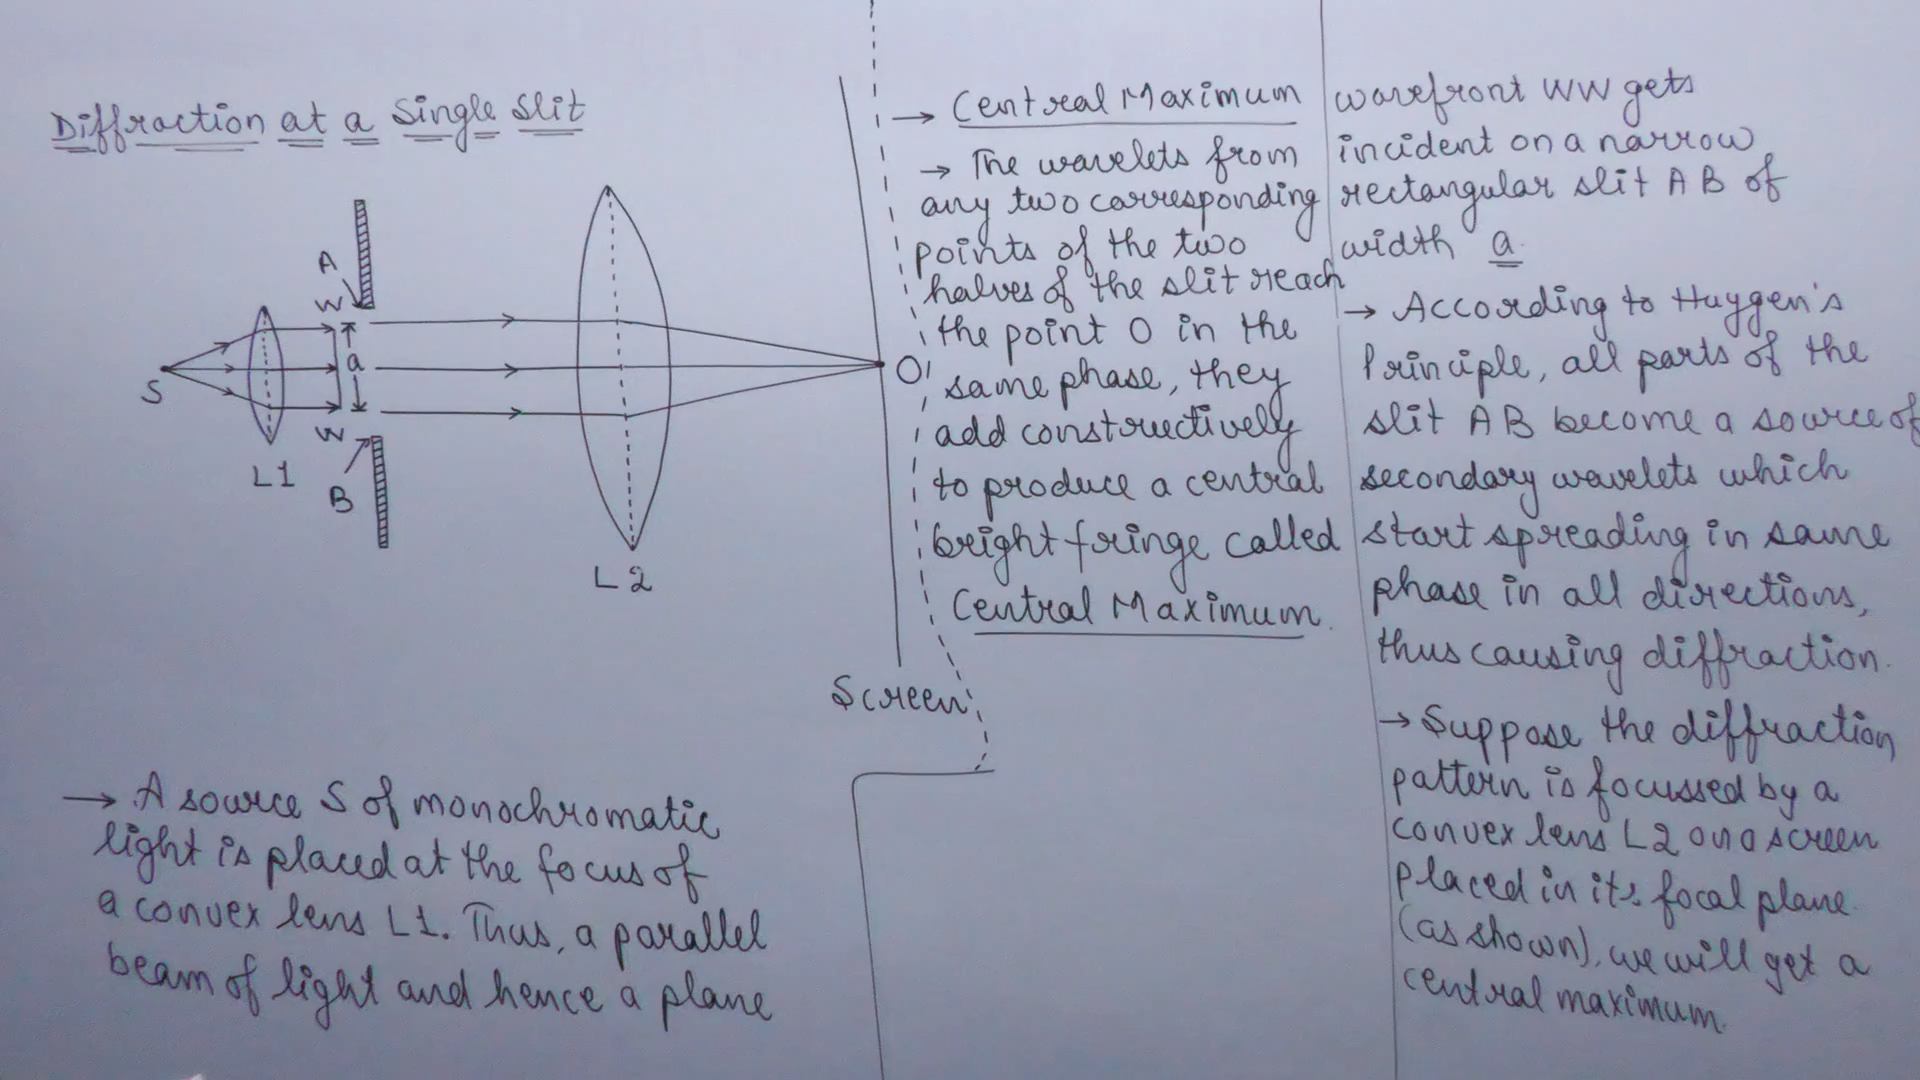 Diffraction at a Single Slit
A
W
a
S
W
L1
B
L2
O
Screen
→ A source S of monochromatic
light is placed at the focus of
a convex lens L1. Thus, a parallel
beam of light and hence a plane
wavefront WW gets
incident on a narrow
rectangular slit AB of
width a.
→ According to Huygen's
Principle, all parts of the
slit AB become a source of
secondary wavelets which
start spreading in same
phase in all directions,
thus causing diffraction.
→ Suppose the diffraction
pattern is focussed by a
convex lens L2 on a screen
placed in its focal plane
(as shown), we will get a
central maximum.
→ Central Maximum
→ The wavelets from
any two corresponding
points of the two
halves of the slit reach
the point O in the
same phase, they
add constructively
to produce a central
bright fringe called
Central Maximum.